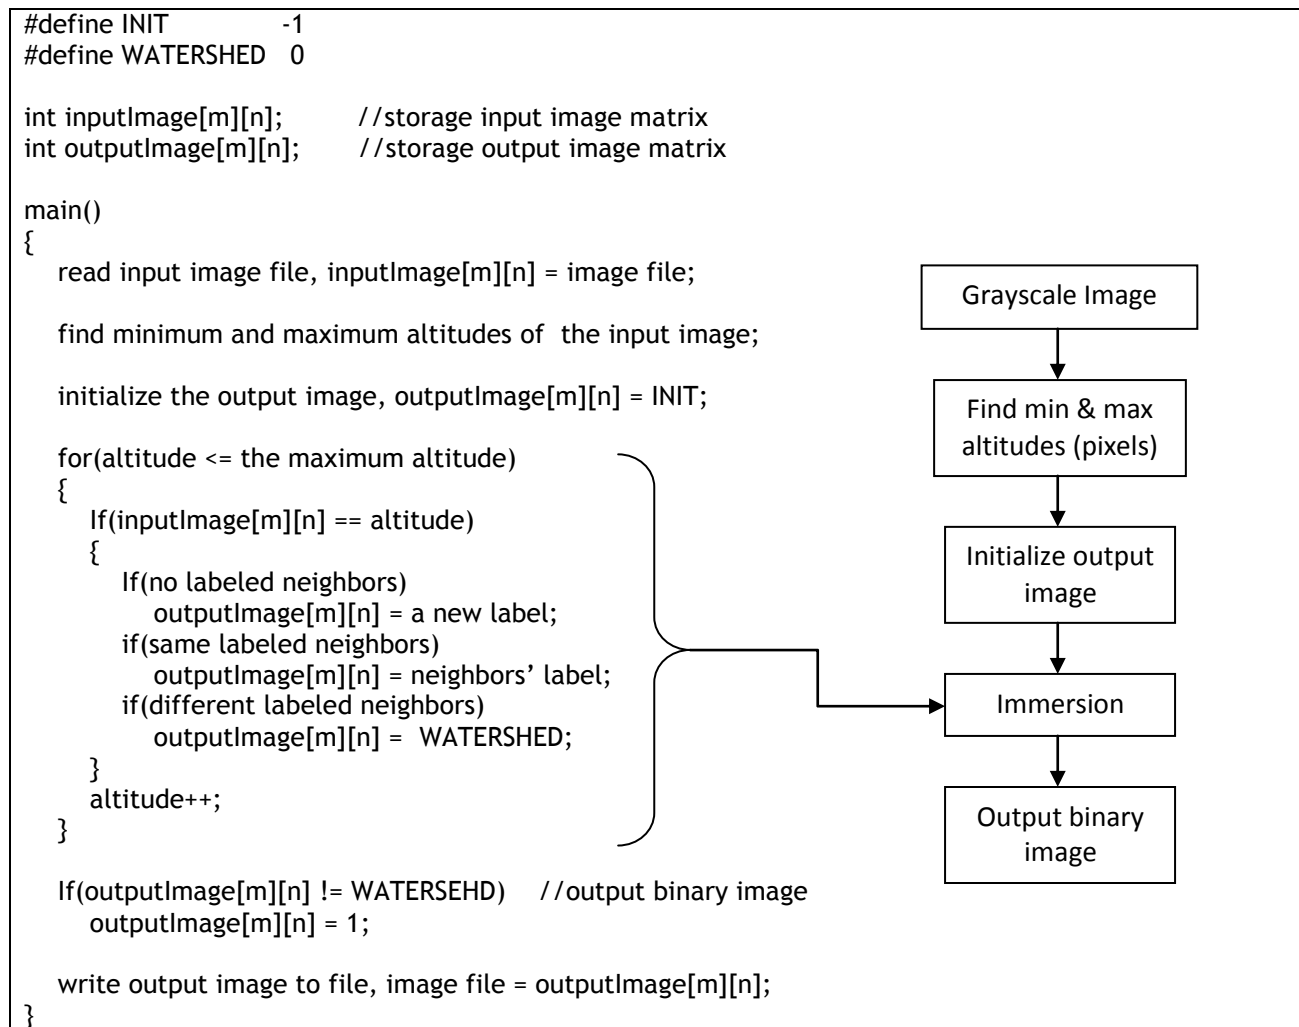 #define INIT -1
#define WATERSHED 0
int inputImage[m][n]; //storage input image matrix
int outputImage[m][n]; //storage output image matrix
main()
{
read input image file, inputImage[m][n] = image file;
find minimum and maximum altitudes of the input image;
initialize the output image, outputImage[m][n] = INIT;
for(altitude <= the maximum altitude)
{
If(inputImage[m][n] == altitude)
{
If(no labeled neighbors)
outputImage[m][n] = a new label;
if(same labeled neighbors)
outputImage[m][n] = neighbors’ label;
if(different labeled neighbors)
outputImage[m][n] = WATERSHED;
}
altitude++;
}
If(outputImage[m][n] != WATERSEHD) //output binary image
outputImage[m][n] = 1;
write output image to file, image file = outputImage[m][n];
}
Grayscale Image
Find min & max
altitudes (pixels)
Initialize output
image
Immersion
Output binary
image